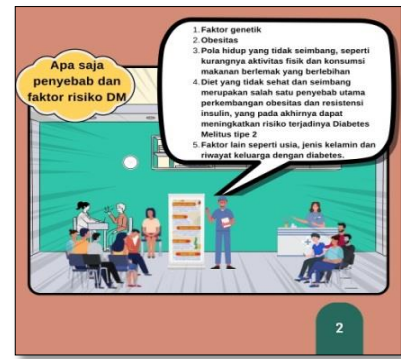 Apa saja
penyebab dan
faktor risiko DM
1. Faktor genetik
2. Obesitas
3. Pola hidup yang tidak seimbang, seperti
kurangnya aktivitas fisik dan konsumsi
makanan berlemak yang berlebihan
4. Diet yang tidak sehat dan seimbang
merupakan salah satu penyebab utama
perkembangan obesitas dan resistensi
insulin, yang pada akhirnya dapat
meningkatkan risiko terjadinya Diabetes
Melitus tipe 2
5. Faktor lain seperti usia, jenis kelamin dan
riwayat keluarga dengan diabetes.
2